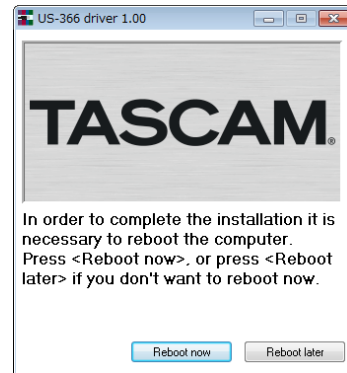 US-366 driver 1.00
TASCAM®
In order to complete the installation it is
necessary to reboot the computer.
Press <Reboot now>, or press <Reboot
later> if you don't want to reboot now.
Reboot now Reboot later